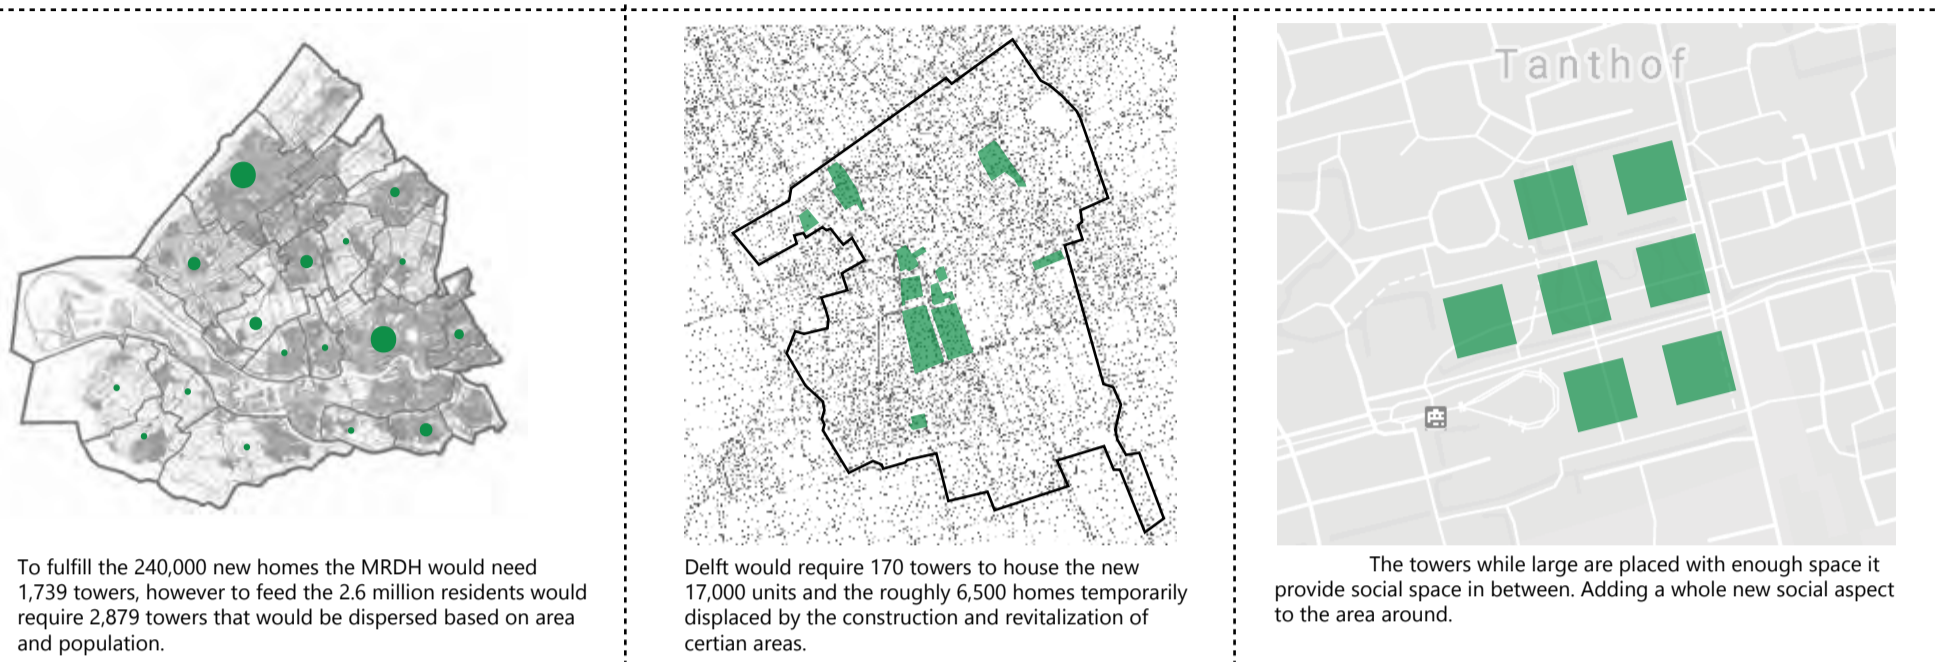 Tanthof
To fulfill the 240,000 new homes the MRDH would need
1,739 towers, however to feed the 2.6 million residents would
require 2,879 towers that would be dispersed based on area
and population.
Delft would require 170 towers to house the new
17,000 units and the roughly 6,500 homes temporarily
displaced by the construction and revitalization of
certian areas.
The towers while large are placed with enough space it
provide social space in between. Adding a whole new social aspect
to the area around.